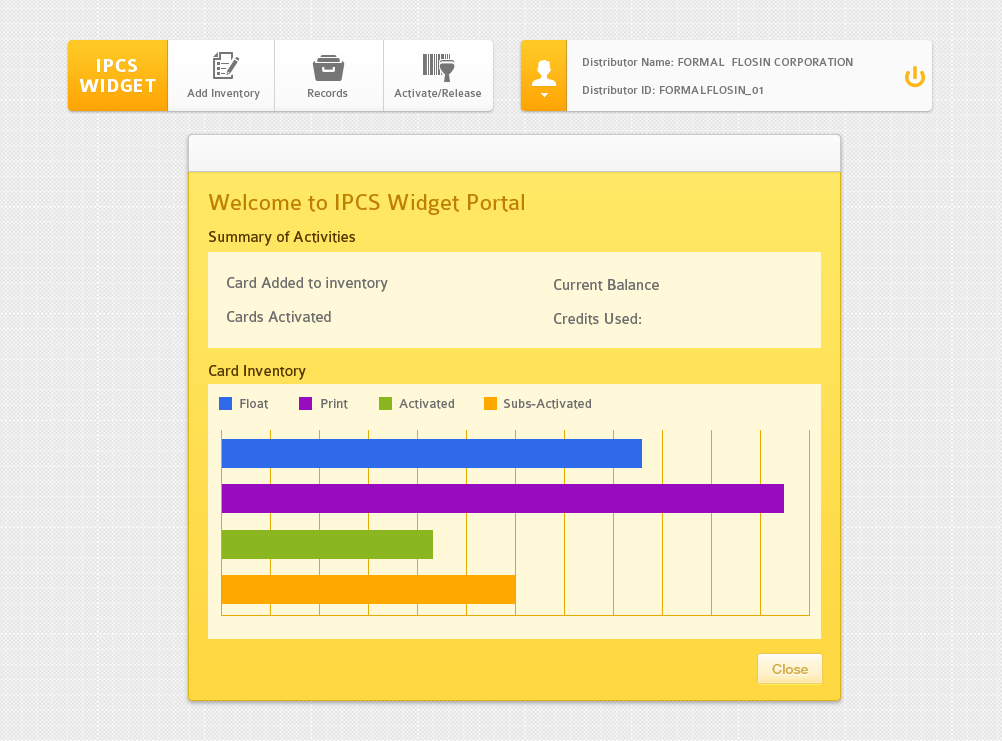 IPCS
WIDGET
Add Inventory
Records
Activate/Release
Distributor Name: FORMAL FLOSIN CORPORATION
Distributor ID: FORMALFLOSIN_01
Welcome to IPCS Widget Portal
Summary of Activities
Card Added to inventory
Current Balance
Cards Activated
Credits Used:
Card Inventory
Float Print Activated Subs-Activated
Close